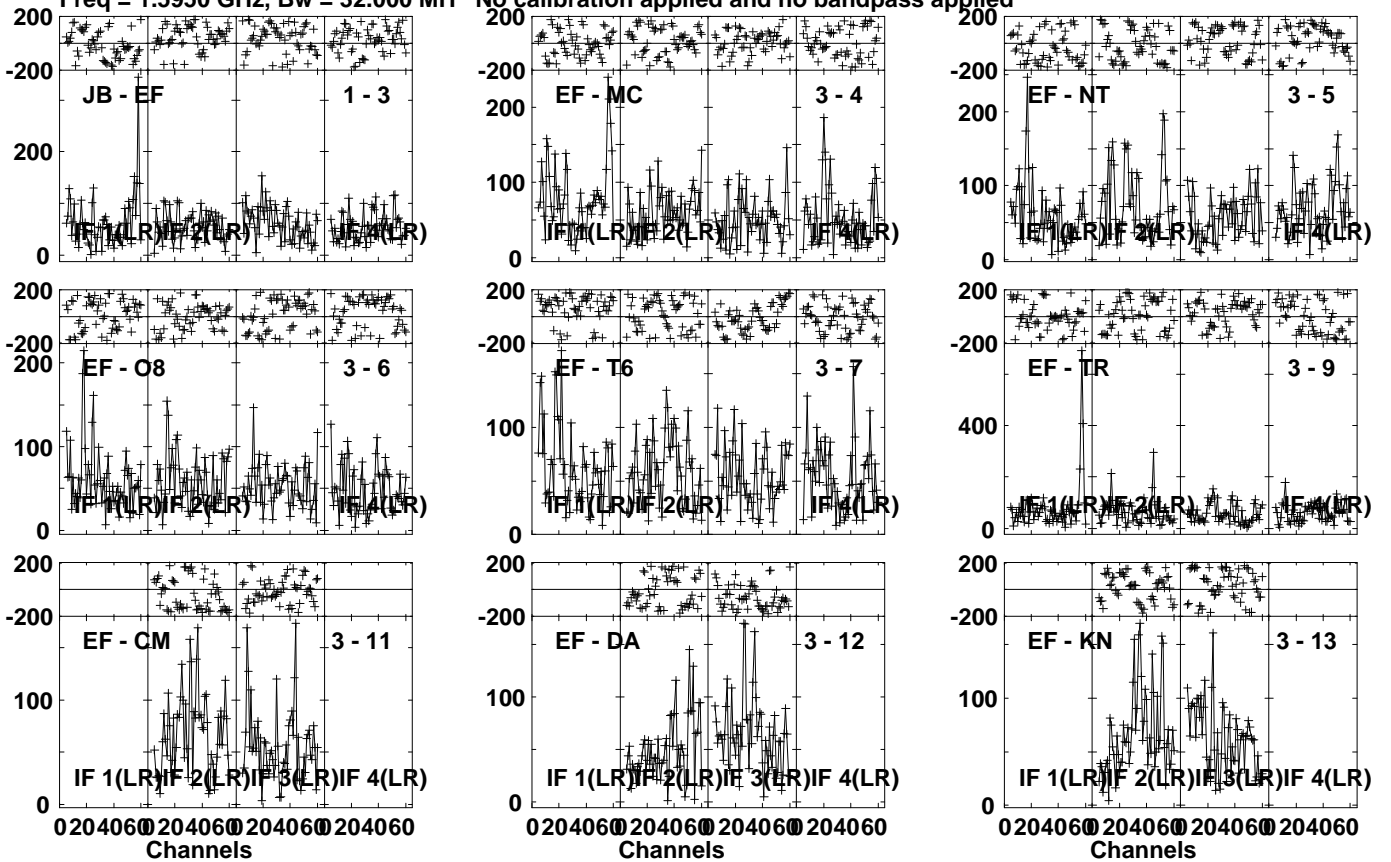 Freq = 1.5950 GHz, Bw = 32.000 MH No calibration applied and no bandpass applied
200 200 200
-200 -200 -200
JB - EF 1 - 3 EF - MC 3 - 4 EF - NT 3 - 5
200 200 200
100 100
IF 1(LR) IF 2(LR) IF 4(LR) IF 1(LR) IF 2(LR) IF 4(LR) IF 1(LR) IF 2(LR) IF 4(LR)
0 0 0
200 200 200
-200 -200 -200
200 EF - O8 3 - 6 EF - T6 3 - 7 EF - TR 3 - 9
100 100 400
IF 1(LR) IF 2(LR) IF 4(LR) IF 1(LR) IF 2(LR) IF 4(LR) IF 1(LR) IF 2(LR) IF 4(LR)
0 0 0
200 200 200
-200 -200 -200
EF - CM 3 - 11 EF - DA 3 - 12 EF - KN 3 - 13
100 100 100
IF 1(LR) IF 2(LR) IF 3(LR) IF 4(LR) IF 1(LR) IF 2(LR) IF 3(LR) IF 4(LR) IF 1(LR) IF 2(LR) IF 3(LR) IF 4(LR)
0 0 0
0 20 40 60 0 20 40 60 0 20 40 60 0 20 40 60 0 20 40 60 0 20 40 60 0 20 40 60 0 20 40 60 0 20 40 60 0 20 40 60 0 20 40 60 0 20 40 60
Channels Channels Channels